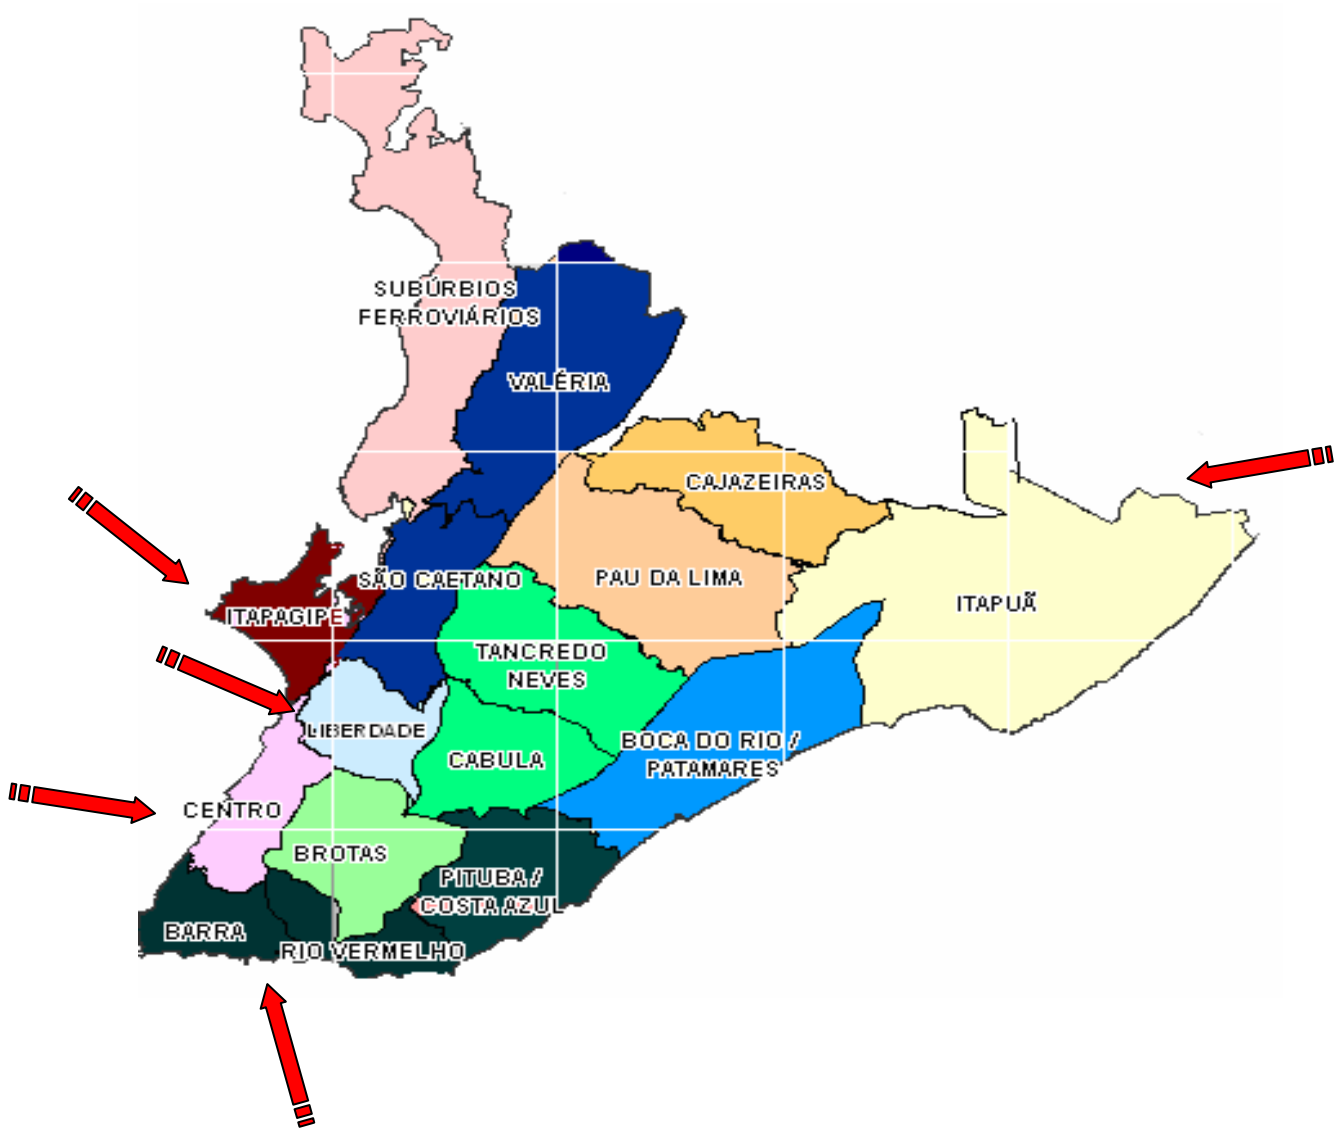 SUBÚRBIOS
FERROVIÁRIOS
VALÉRIA
CAJAZEIRAS
SÃO CAETANO
PAU DA LIMA
ITAPUÃ
ITAPAGIPE
TANCREDO
NEVES
LIBERDADE
BOCA DO RIO /
PATAMARES
CABULA
CENTRO
BROTAS
PITUBA /
COSTA AZUL
BARRA
RIO VERMELHO